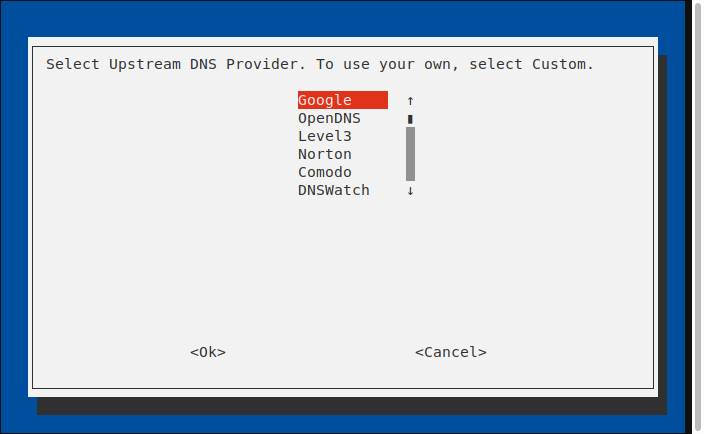 Select Upstream DNS Provider. To use your own, select Custom.
Google ↑
OpenDNS
Level3
Norton
Comodo
DNSWatch ↓
<Ok> <Cancel>